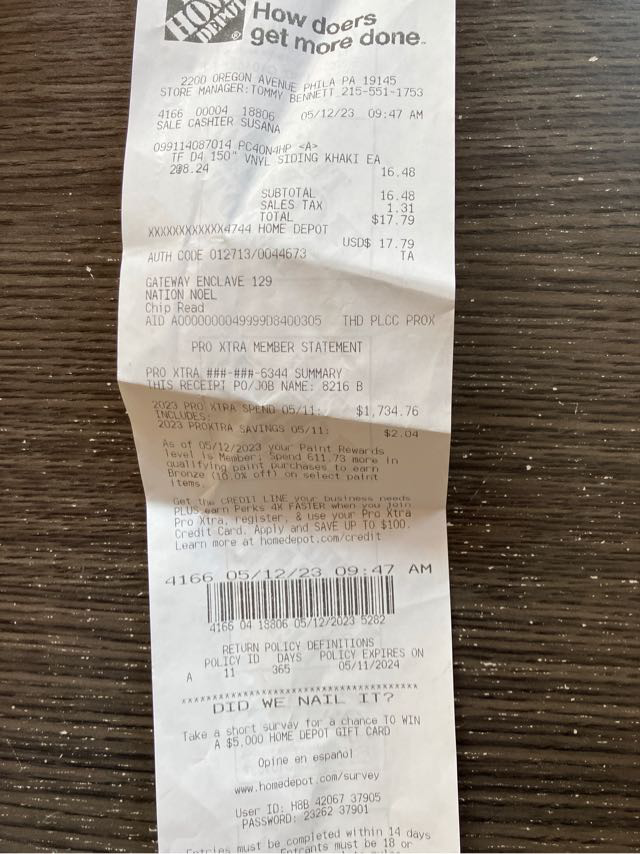 HOME
DEPOT
How doers
get more done.
2200 OREGON AVENUE PHILA PA 19145
STORE MANAGER:TOMMY BENNETT 215-551-1753
4166 00004 18806 05/12/23 09:47 AM
SALE CASHIER SUSANA
099114087014 PC40N4HP <A>
TF D4 150" VNYL SIDING KHAKI EA
2@8.24 16.48
SUBTOTAL 16.48
SALES TAX 1.31
TOTAL $17.79
XXXXXXXXXXXX4744 HOME DEPOT
USD$ 17.79
AUTH CODE 012713/0044673 TA
GATEWAY ENCLAVE 129
NATION NOEL
Chip Read
AID A0000000049999D8400305 THD PLCC PROX
PRO XTRA MEMBER STATEMENT
PRO XTRA ###-###-6344 SUMMARY
THIS RECEIPT PO/JOB NAME: 8216 B
2023 PRO XTRA SPEND 05/11: $1,734.76
INCLUDES:
2023 PROXTRA SAVINGS 05/11: $2.04
As of 05/12/2023 your Paint Rewards
level is Member; Spend 611.73 more in
qualifying paint purchases to earn
Bronze (10.0% off) on select paint
items.
Get the CREDIT LINE your business needs
PLUS earn Perks 4X FASTER when you join
Pro Xtra, register, & use your Pro Xtra
Credit Card. Apply and SAVE UP TO $100.
Learn more at homedepot.com/credit
4166 05/12/23 09:47 AM
4166 04 18806 05/12/2023 5282
RETURN POLICY DEFINITIONS
POLICY ID DAYS POLICY EXPIRES ON
A 11 365 05/11/2024
DID WE NAIL IT?
Take a short survey for a chance TO WIN
A $5,000 HOME DEPOT GIFT CARD
Opine en español
www.homedepot.com/survey
User ID: H8B 42067 37905
PASSWORD: 23262 37901
Entries must be completed within 14 days
Entrants must be 18 or